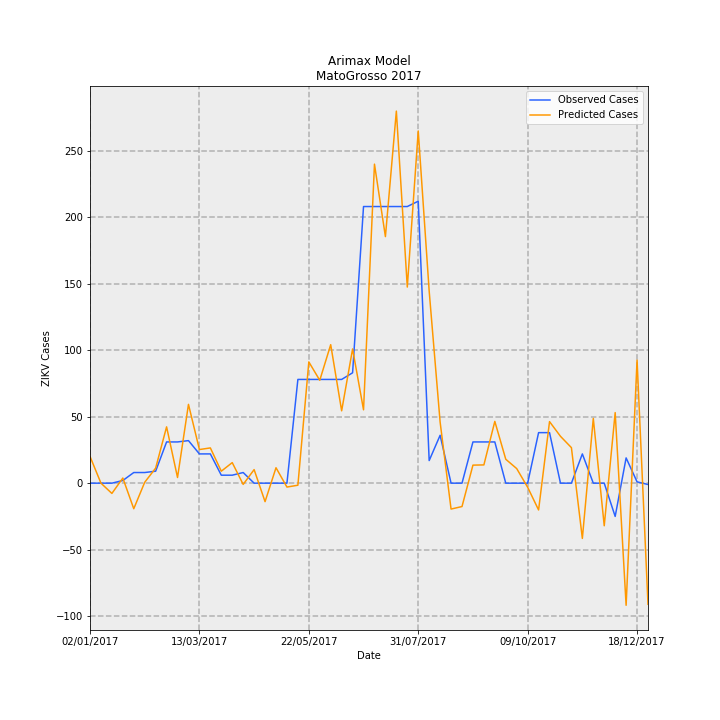 Arimax Model
MatoGrosso 2017
Observed Cases
Predicted Cases
ZIKV Cases
250
200
150
100
50
0
−50
−100
02/01/2017 13/03/2017 22/05/2017 31/07/2017 09/10/2017 18/12/2017
Date